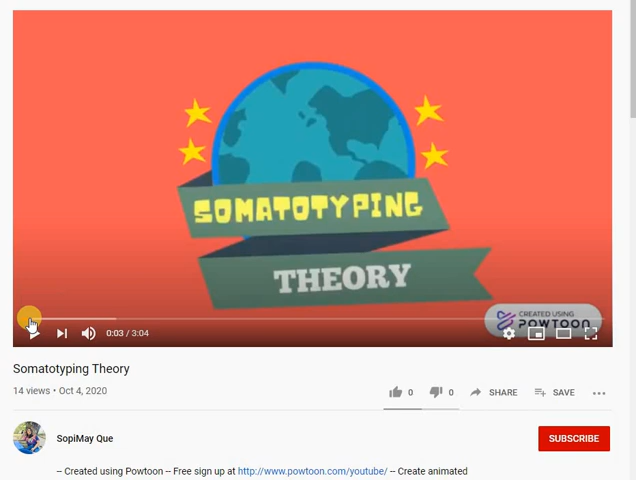 SOMATOTYPING
THEORY
CREATED USING
POWTOON
0:03 / 3:04
Somatotyping Theory
14 views • Oct 4, 2020
0 0 SHARE SAVE
SopiMay Que
SUBSCRIBE
-- Created using Powtoon -- Free sign up at http://www.powtoon.com/youtube/ -- Create animated